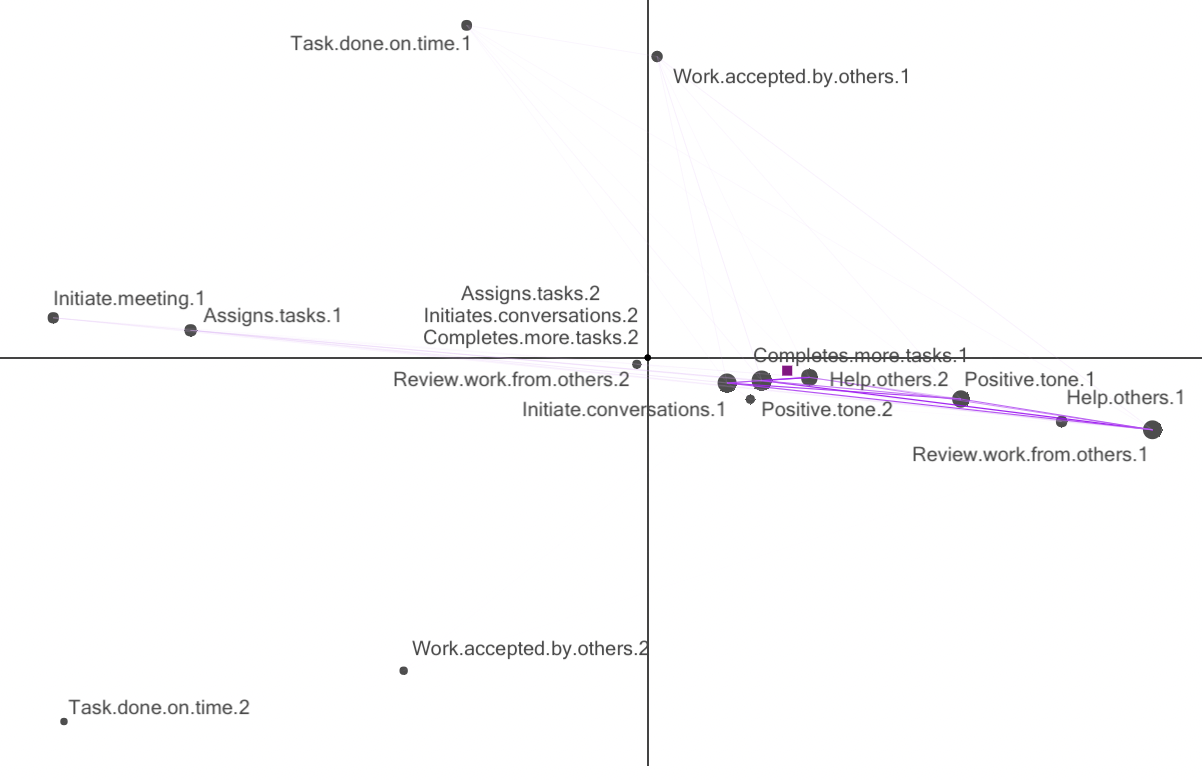 Task.done.on.time.1
Work.accepted.by.others.1
Initiate.meeting.1
Assigns.tasks.1
Assigns.tasks.2
Initiates.conversations.2
Completes.more.tasks.2
Review.work.from.others.2
Completes.more.tasks.1
Help.others.2
Positive.tone.1
Help.others.1
Initiate.conversations.1
Positive.tone.2
Review.work.from.others.1
Work.accepted.by.others.2
Task.done.on.time.2